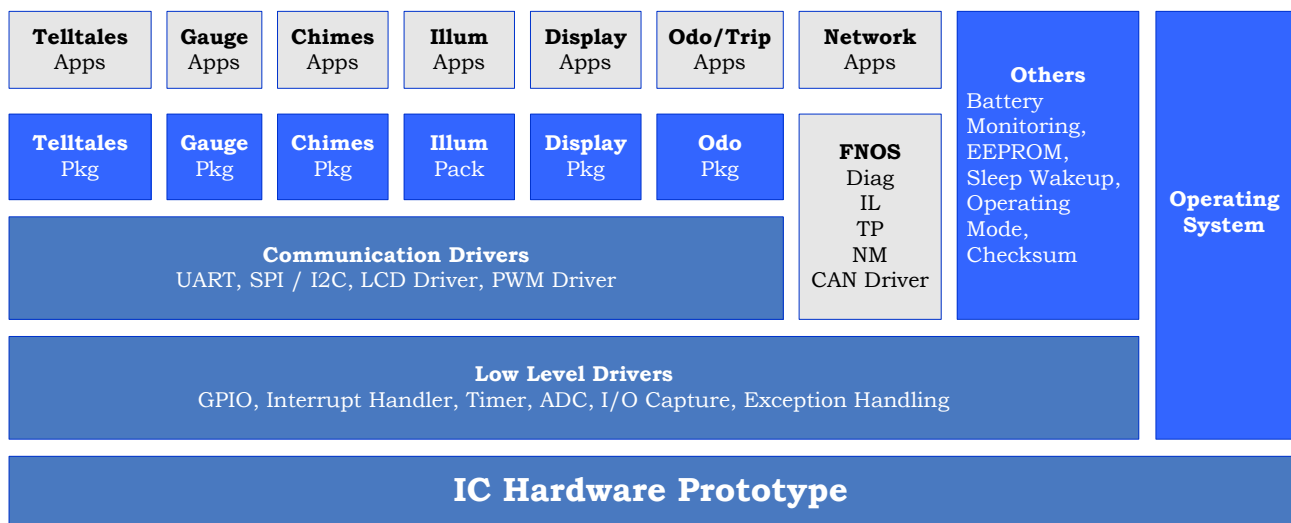 Telltales
Apps
Gauge
Apps
Chimes
Apps
Illum
Apps
Display
Apps
Odo/Trip
Apps
Network
Apps
Others
Battery
Monitoring,
EEPROM,
Sleep Wakeup,
Operating
Mode,
Checksum
Operating
System
Telltales
Pkg
Gauge
Pkg
Chimes
Pkg
Illum
Pack
Display
Pkg
Odo
Pkg
FNOS
Diag
IL
TP
NM
CAN Driver
Communication Drivers
UART, SPI / I2C, LCD Driver, PWM Driver
Low Level Drivers
GPIO, Interrupt Handler, Timer, ADC, I/O Capture, Exception Handling
IC Hardware Prototype